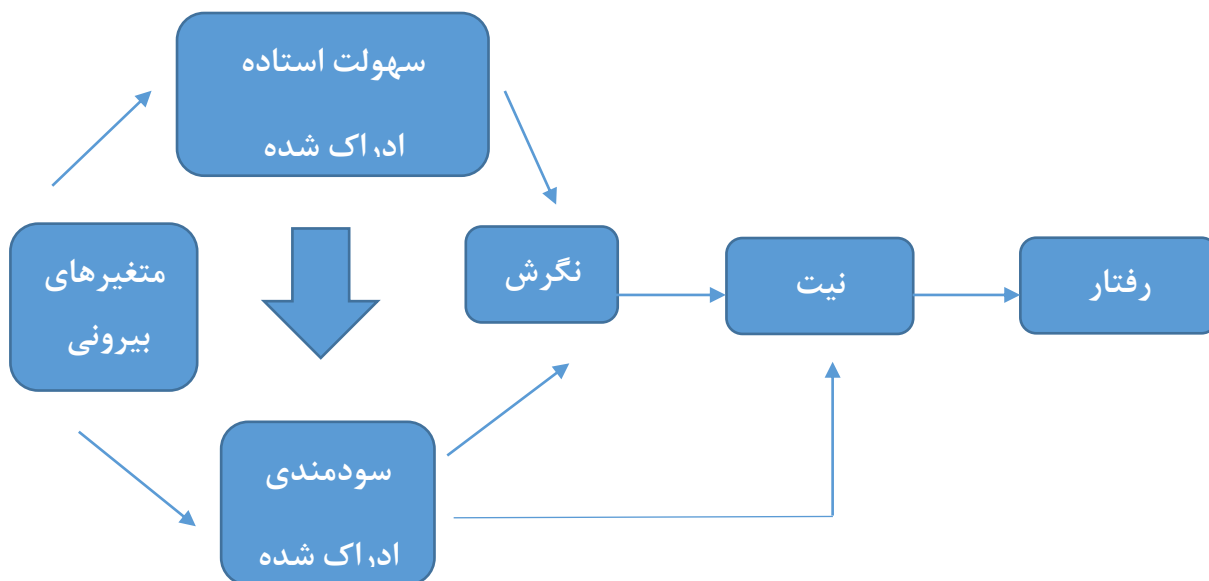 سهولت استاده
ادراک شده
متغیرهای
بیرونی
نگرش
نیت
رفتار
سودمندی
ادراک شده